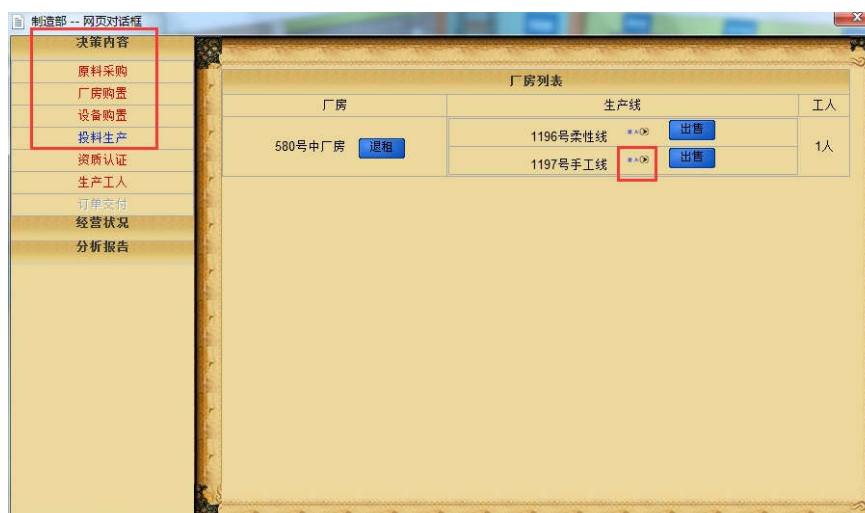 制造部 -- 网页对话框
决策内容
原料采购
厂房购置
设备购置
投料生产
资质认证
生产工人
订单交付
经营状况
分析报告
厂房列表
厂房 生产线 工人
580号中厂房 退租
1196号柔性线 出售
1197号手工线 出售
1人